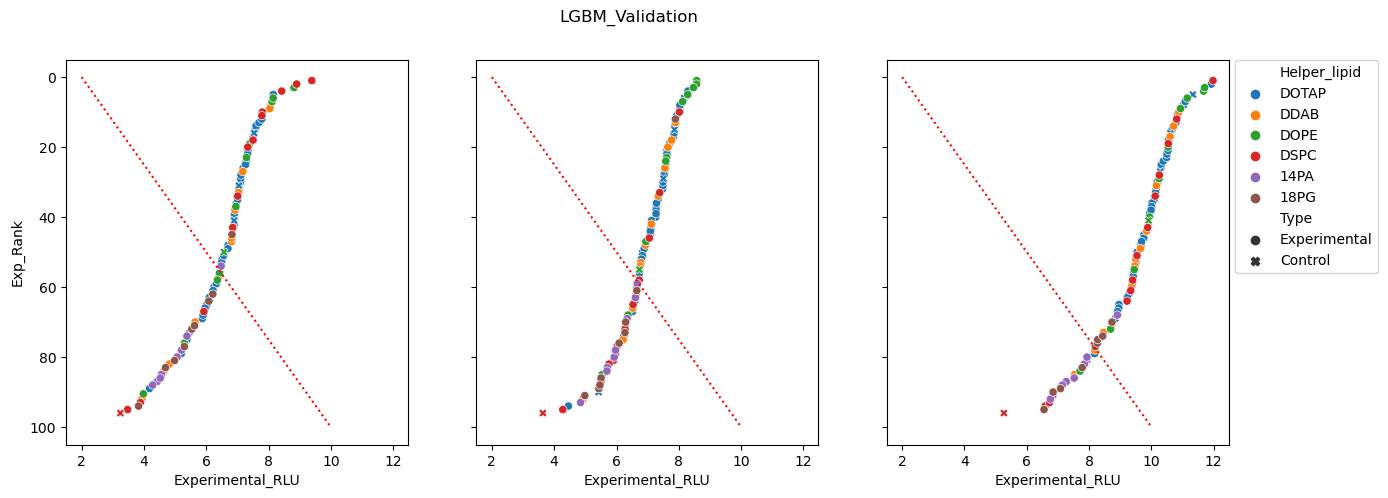 LGBM_Validation
Exp_Rank
0
20
40
60
80
100
2 4 6 8 10 12
Experimental_RLU
2 4 6 8 10 12
Experimental_RLU
2 4 6 8 10 12
Experimental_RLU
Helper_lipid
DOTAP
DDAB
DOPE
DSPC
14PA
18PG
Type
Experimental
Control